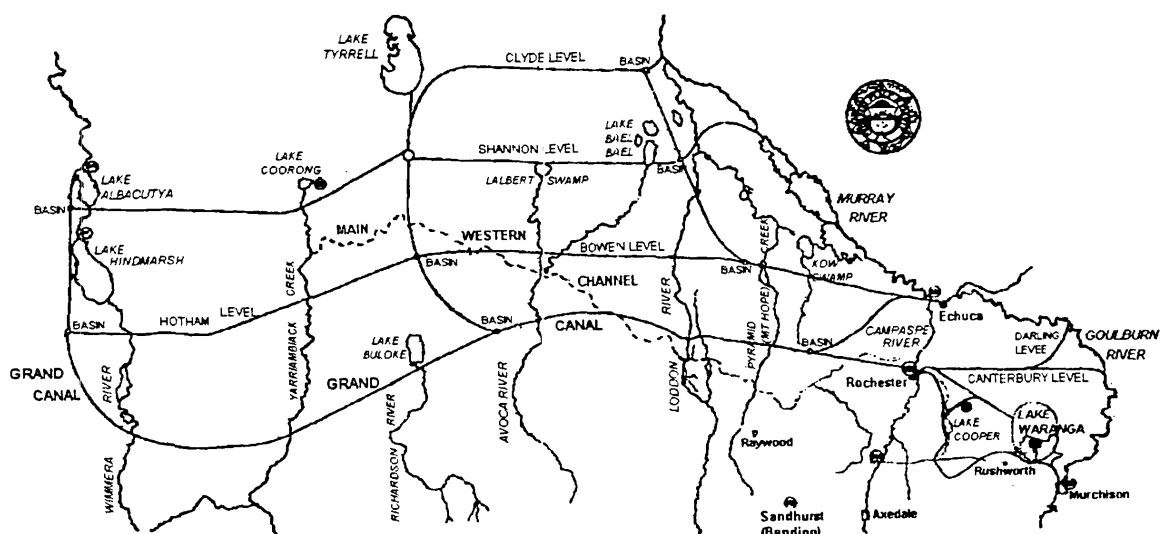 LAKE
TYRRELL
CLYDE LEVEL
BASIN
LAKE
BAEL
BAEL
LAKE
COORONG
SHANNON LEVEL
BASIN
LALBERT SWAMP
LAKE
ALBACUTYA
BASIN
MURRAY
RIVER
MAIN
WESTERN
CHANNEL
BOWEN LEVEL
LAKE
HINDMARSH
BASIN
BASIN
KOW
SWAMP
CREEK
PYRAMID
(MT HOPE)
RIVER
LODDON
YARRIAMBIACK
CREEK
BASIN
HOTHAM
LEVEL
BASIN
CANAL
Echuca
CAMPASPE
RIVER
BASIN
DARLING
LEVEE
GOULBURN
RIVER
LAKE
BULOKE
GRAND
CANAL
GRAND
Rochester
CANTERBURY LEVEL
RIVER
WIMMERA
RICHARDSON RIVER
AVOCA RIVER
LAKE
COOPER
LAKE
WARANGA
Raywood
Rushworth
Murchison
Sandhurst
(Bendigo)
Axedale